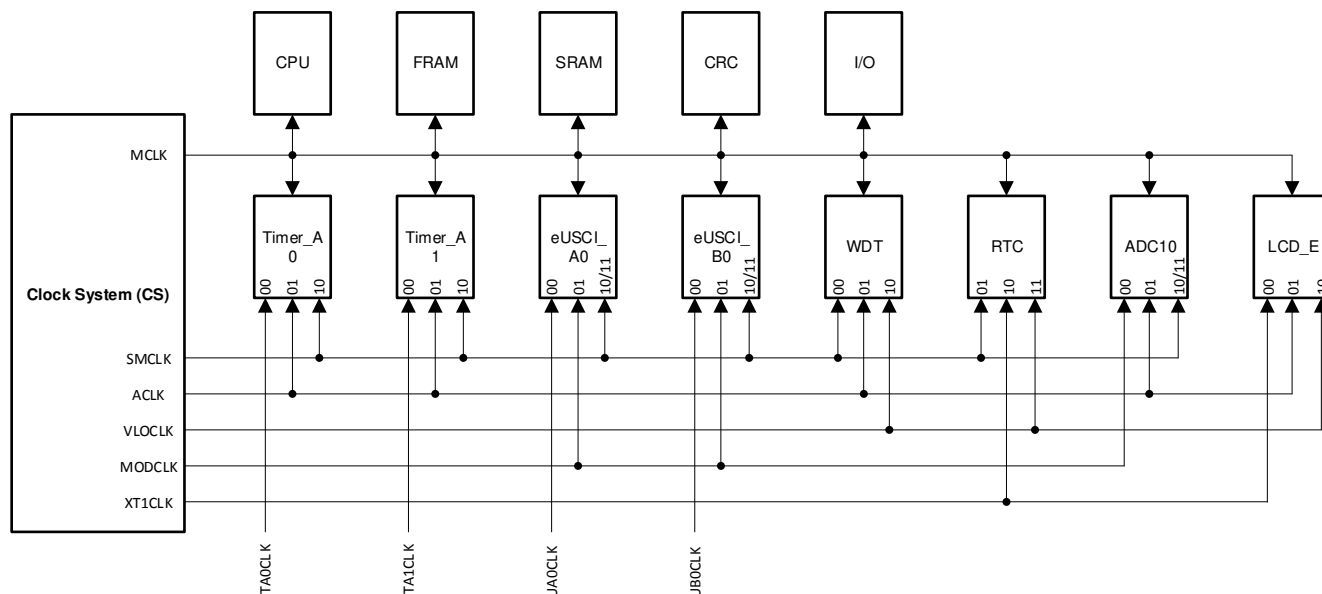 CPU
FRAM
SRAM
CRC
I/O
MCLK
Timer_A
0
Timer_A
1
eUSCI_
A0
eUSCI_
B0
WDT
RTC
ADC10
LCD_E
00
01
10
00
01
10
00
01
10/11
00
01
10/11
00
01
10
01
10
11
00
01
10/11
00
01
10
Clock System (CS)
SMCLK
ACLK
VLOCLK
MODCLK
XT1CLK
TA0CLK
TA1CLK
UA0CLK
UB0CLK